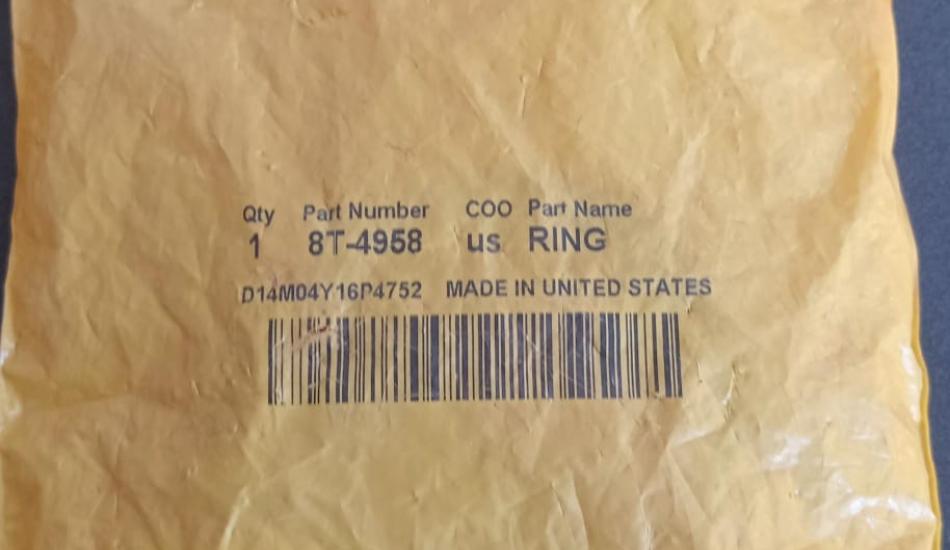 Qty Part Number COO Part Name
1 8T-4958 us RING
D14M04Y16P4752 MADE IN UNITED STATES